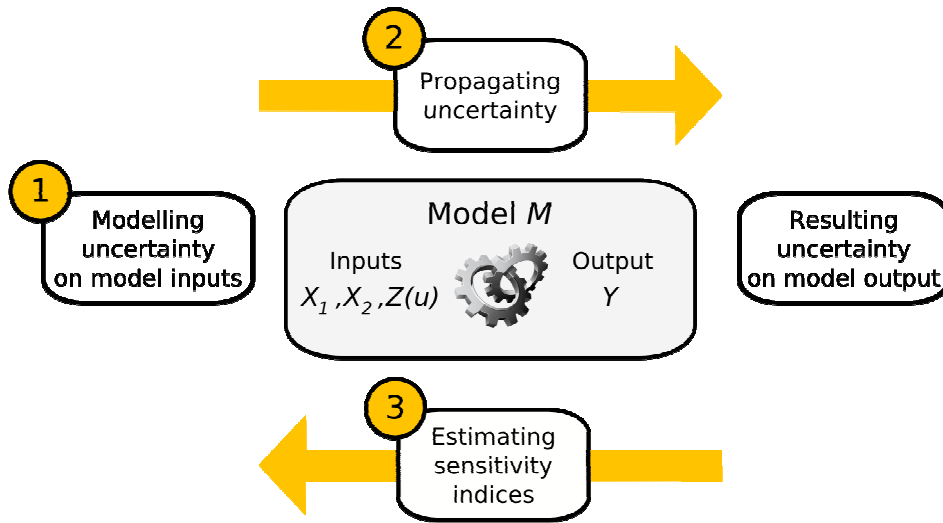 2
Propagating
uncertainty
1
Modelling
uncertainty
on model inputs
Model M
Inputs
X1 ,X2 ,Z(u)
Output
Y
Resulting
uncertainty
on model output
3
Estimating
sensitivity
indices